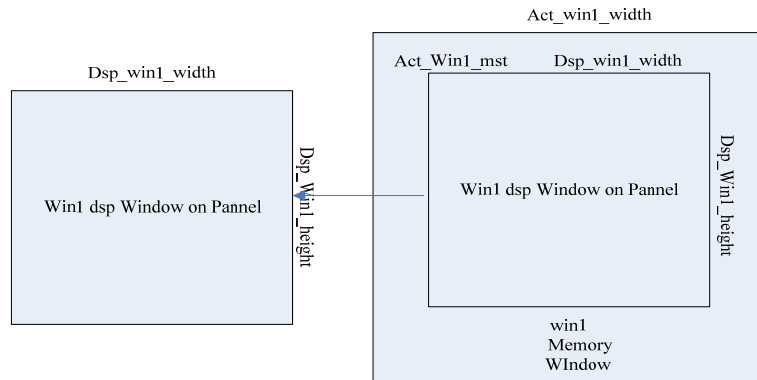 Act_win1_width
Dsp_win1_width
Act_Win1_mst
Dsp_win1_width
Dsp_Win1_height
Dsp_Win1_height
Win1 dsp Window on Pannel
Win1 dsp Window on Pannel
win1
Memory
WIndow